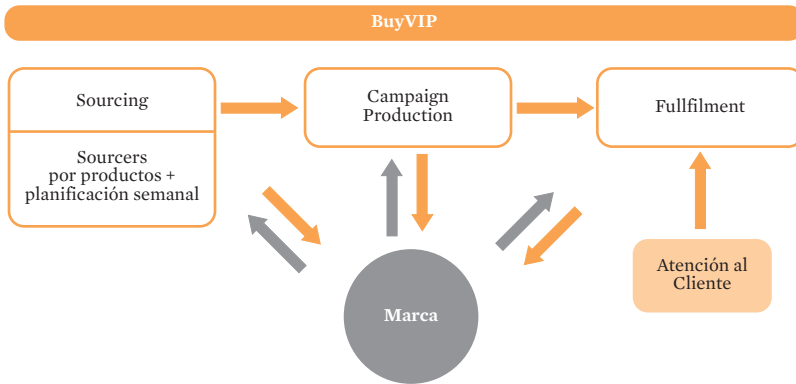 BuyVIP
Sourcing
Sourcers
por productos +
planificación semanal
Campaign
Production
Fullfilment
Atención al
Cliente
Marca